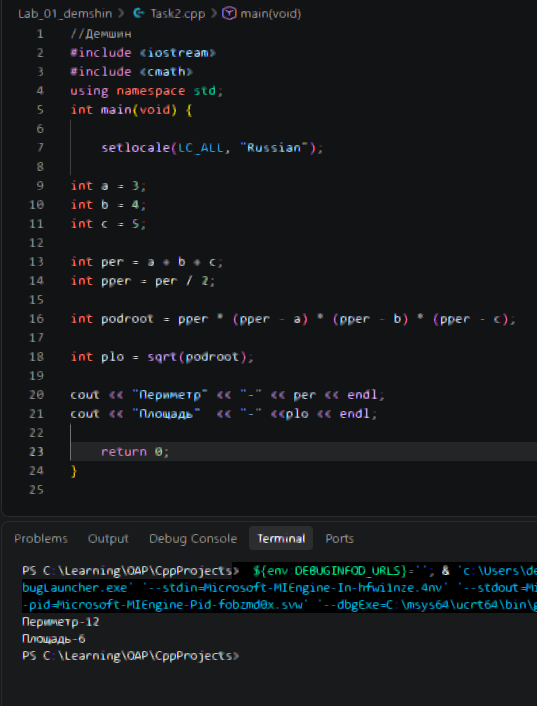 Lab_01_demshin > Task2.cpp > main(void)
1 //Демшин
2 #include <iostream>
3 #include <cmath>
4 using namespace std;
5 int main(void) {
6
7 setlocale(LC_ALL, "Russian");
8
9 int a = 3;
10 int b = 4;
11 int c = 5;
12
13 int per = a + b + c;
14 int pper = per / 2;
15
16 int podroot = pper * (pper - a) * (pper - b) * (pper - c);
17
18 int plo = sqrt(podroot);
19
20 cout << "Периметр" << "-" << per << endl;
21 cout << "Площадь" << "-" <<plo << endl;
22
23 return 0;
24 }
25
Problems Output Debug Console Terminal Ports
PS C:\Learning\OAP\CppProjects> ${env:DEBUGINFOD_URLS}=''; & 'c:\Users\de
bugLauncher.exe' '--stdin=Microsoft-MIEngine-In-hfwi1nze.4nv' '--stdout=Mi
-pid=Microsoft-MIEngine-Pid-fobzmd0x.svw' '--dbgExe=C:\msys64\ucrt64\bin\g
Периметр-12
Площадь-6
PS C:\Learning\OAP\CppProjects>